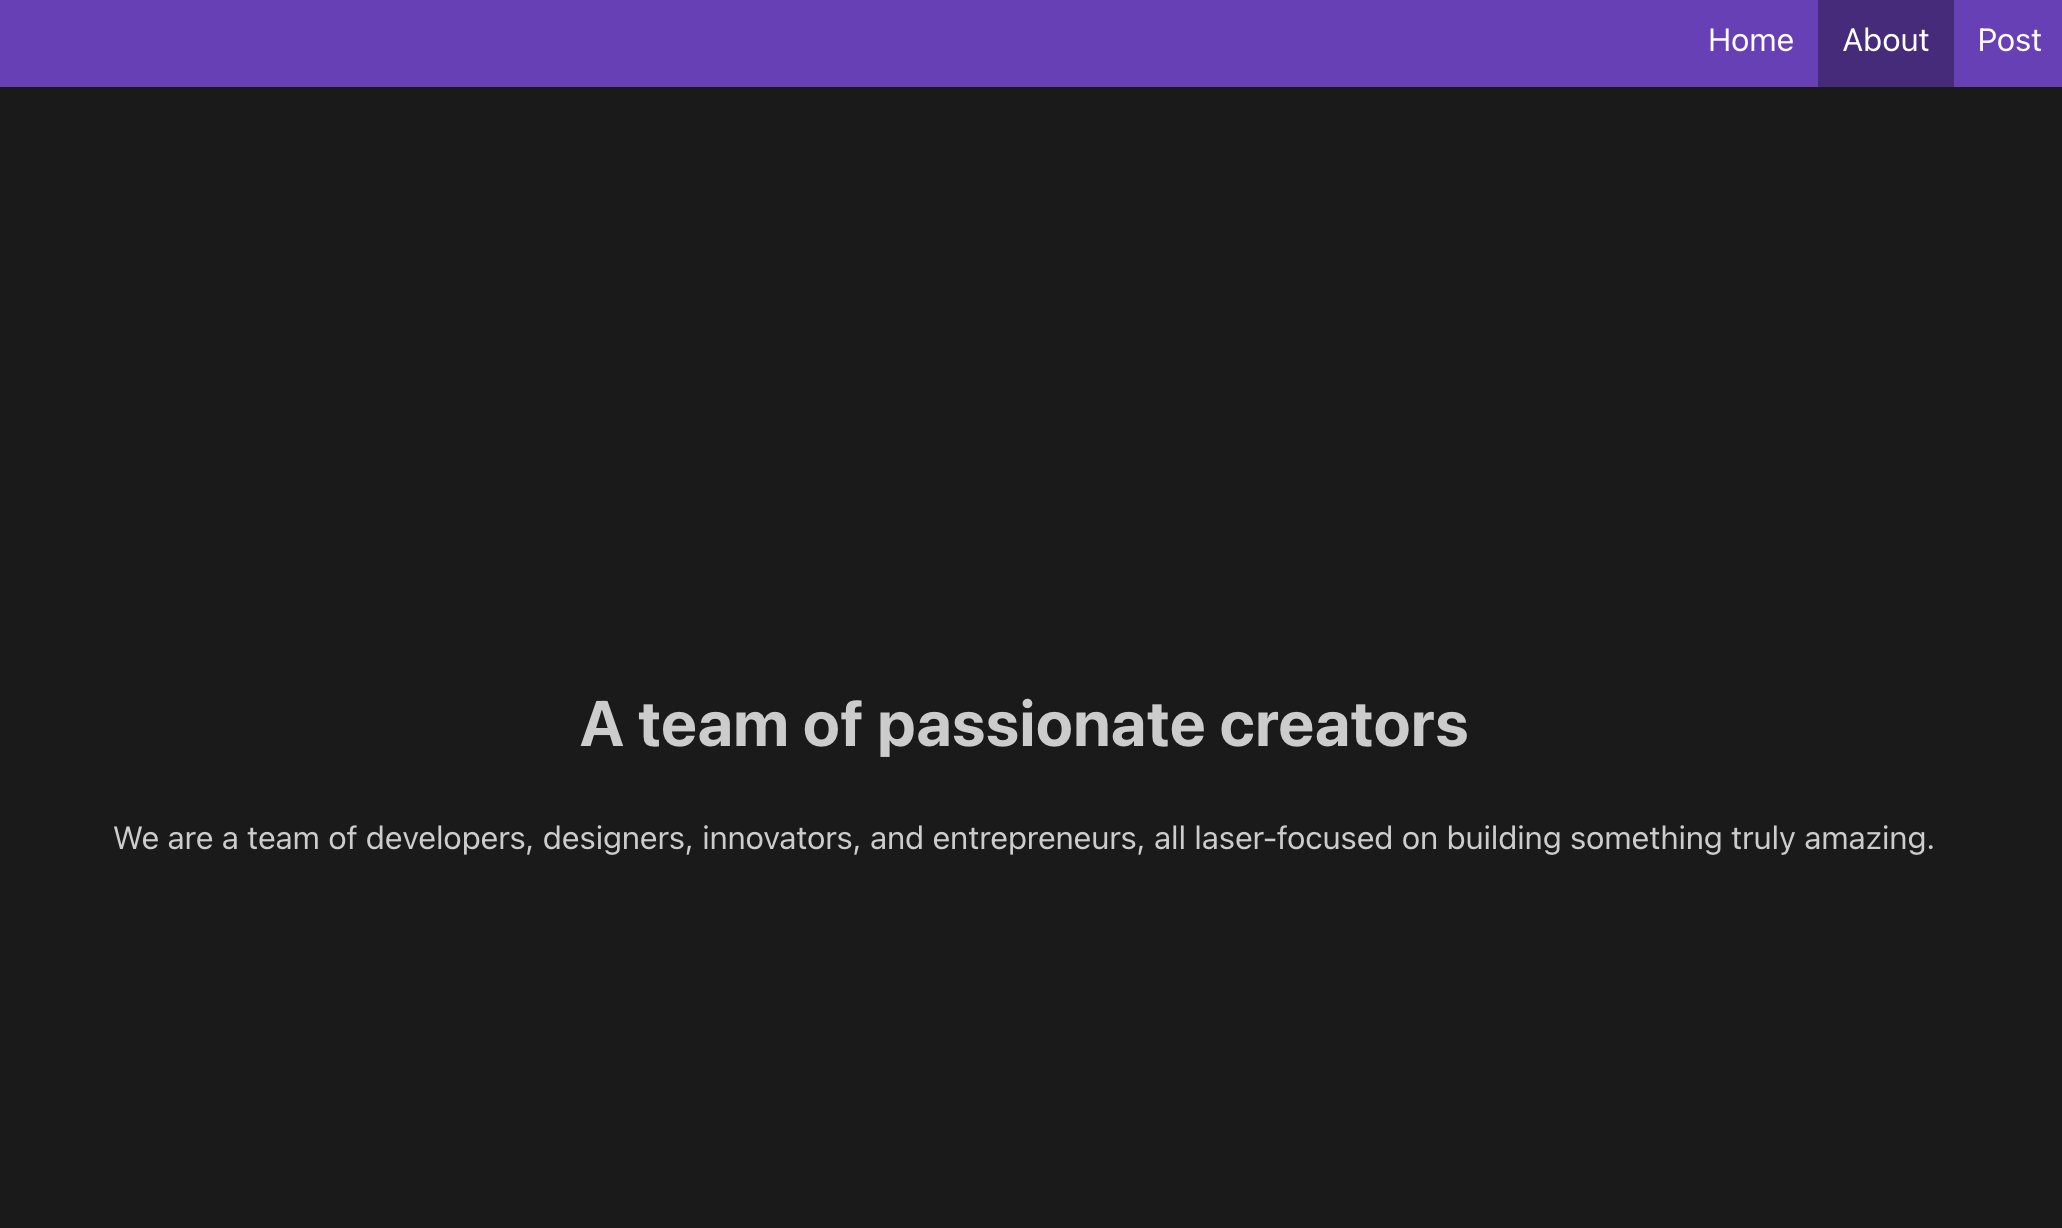 Home About Post
A team of passionate creators
We are a team of developers, designers, innovators, and entrepreneurs, all laser-focused on building something truly amazing.